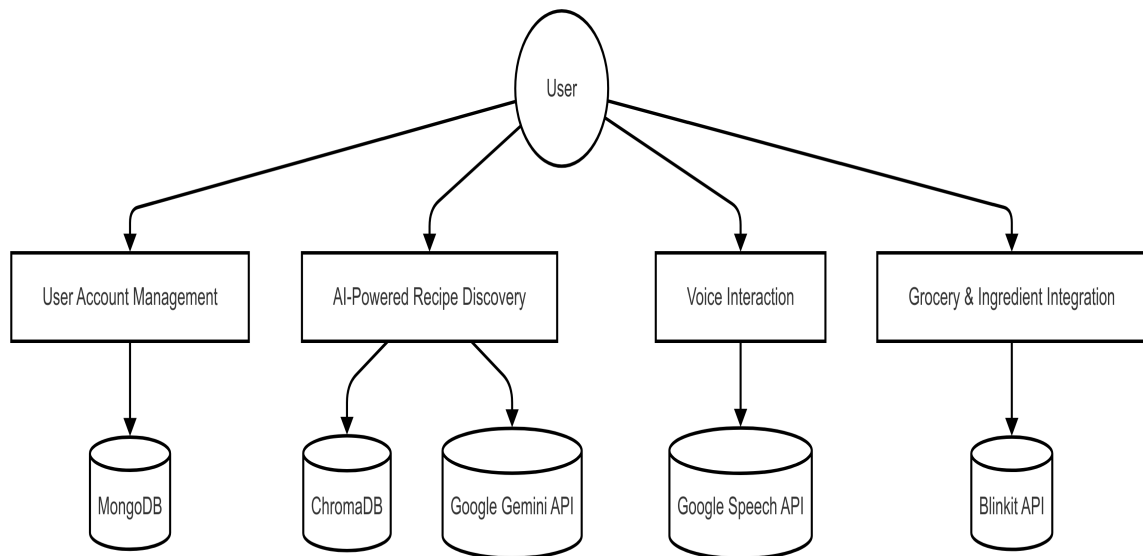 User
User Account Management
AI-Powered Recipe Discovery
Voice Interaction
Grocery & Ingredient Integration
MongoDB
ChromaDB
Google Gemini API
Google Speech API
Blinkit API